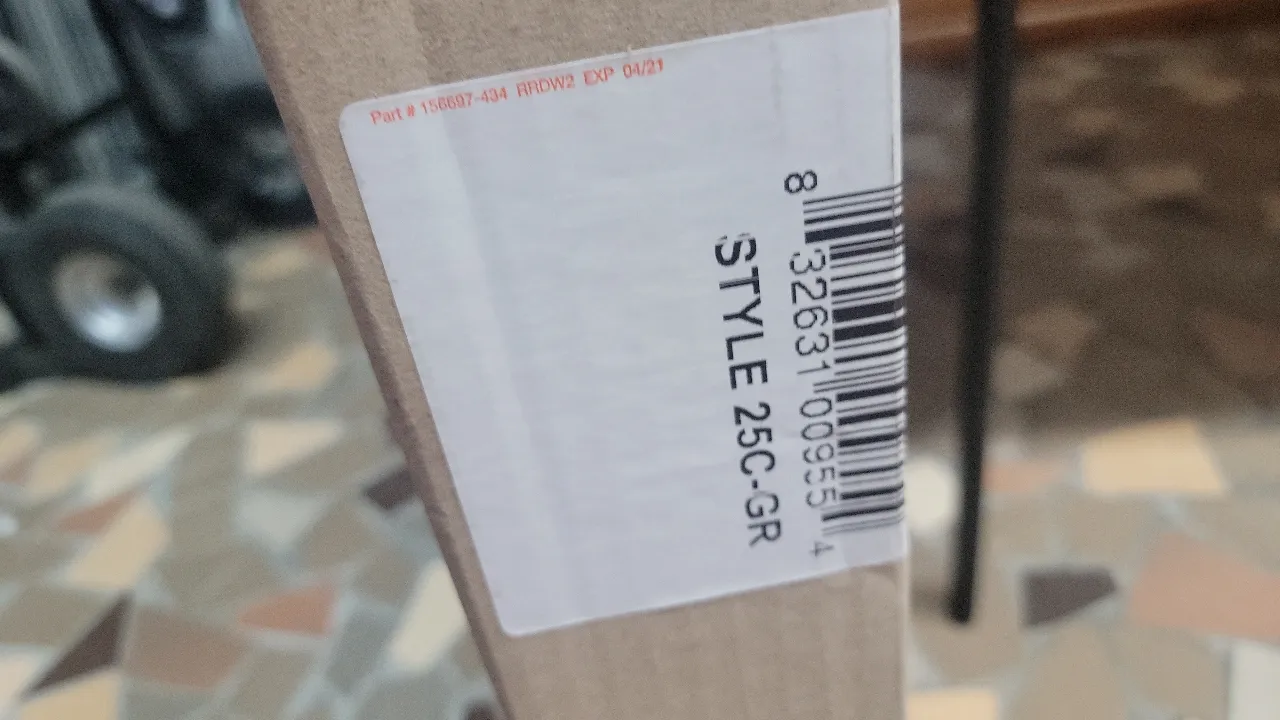 Part # 156697-434 RRDW2 EXP 04/21
STYLE 25C-GR
8 32631 00955 4